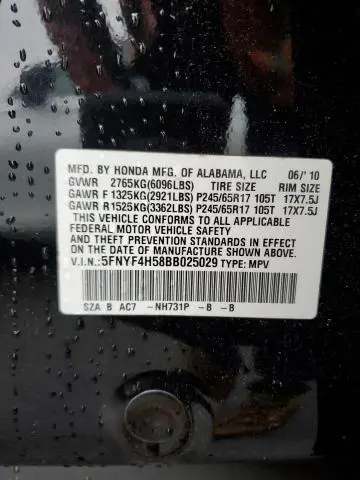 MFD. BY HONDA MFG. OF ALABAMA, LLC 06/'10
GVWR 2765KG(6096LBS) TIRE SIZE RIM SIZE
GAWR F 1325KG(2921LBS) P245/65R17 105T 17X7.5J
GAWR R 1525KG(3362LBS) P245/65R17 105T 17X7.5J
THIS VEHICLE CONFORMS TO ALL APPLICABLE
FEDERAL MOTOR VEHICLE SAFETY AND THEFT
PREVENTION STANDARDS IN EFFECT ON THE
DATE OF MANUFACTURE SHOWN ABOVE.
V.I.N.: 5FNYF4H58BB025029 TYPE: MPV
SZA B AC7 -NH731P -B -B